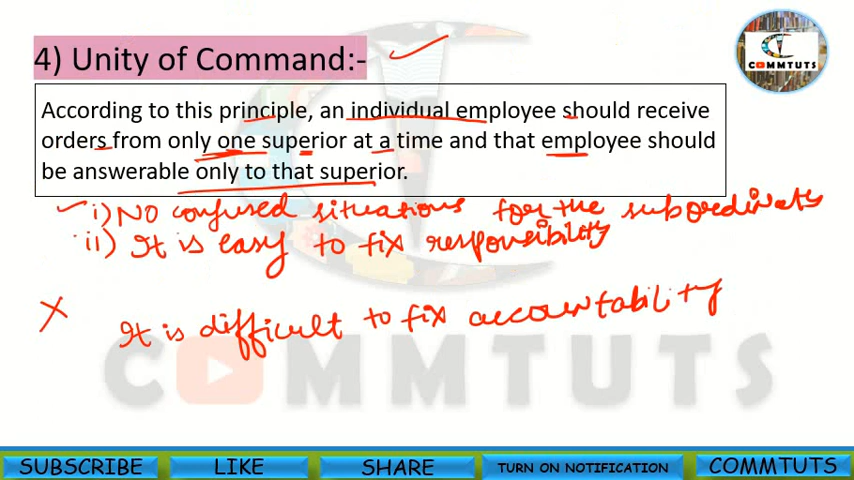 4) Unity of Command:-
COMMTUTS
According to this principle, an individual employee should receive
orders from only one superior at a time and that employee should
be answerable only to that superior.
i) No confused situations for the subordinates
ii) It is easy to fix responsibility
X It is difficult to fix accountability
COMMTUTS
SUBSCRIBE LIKE SHARE TURN ON NOTIFICATION COMMTUTS